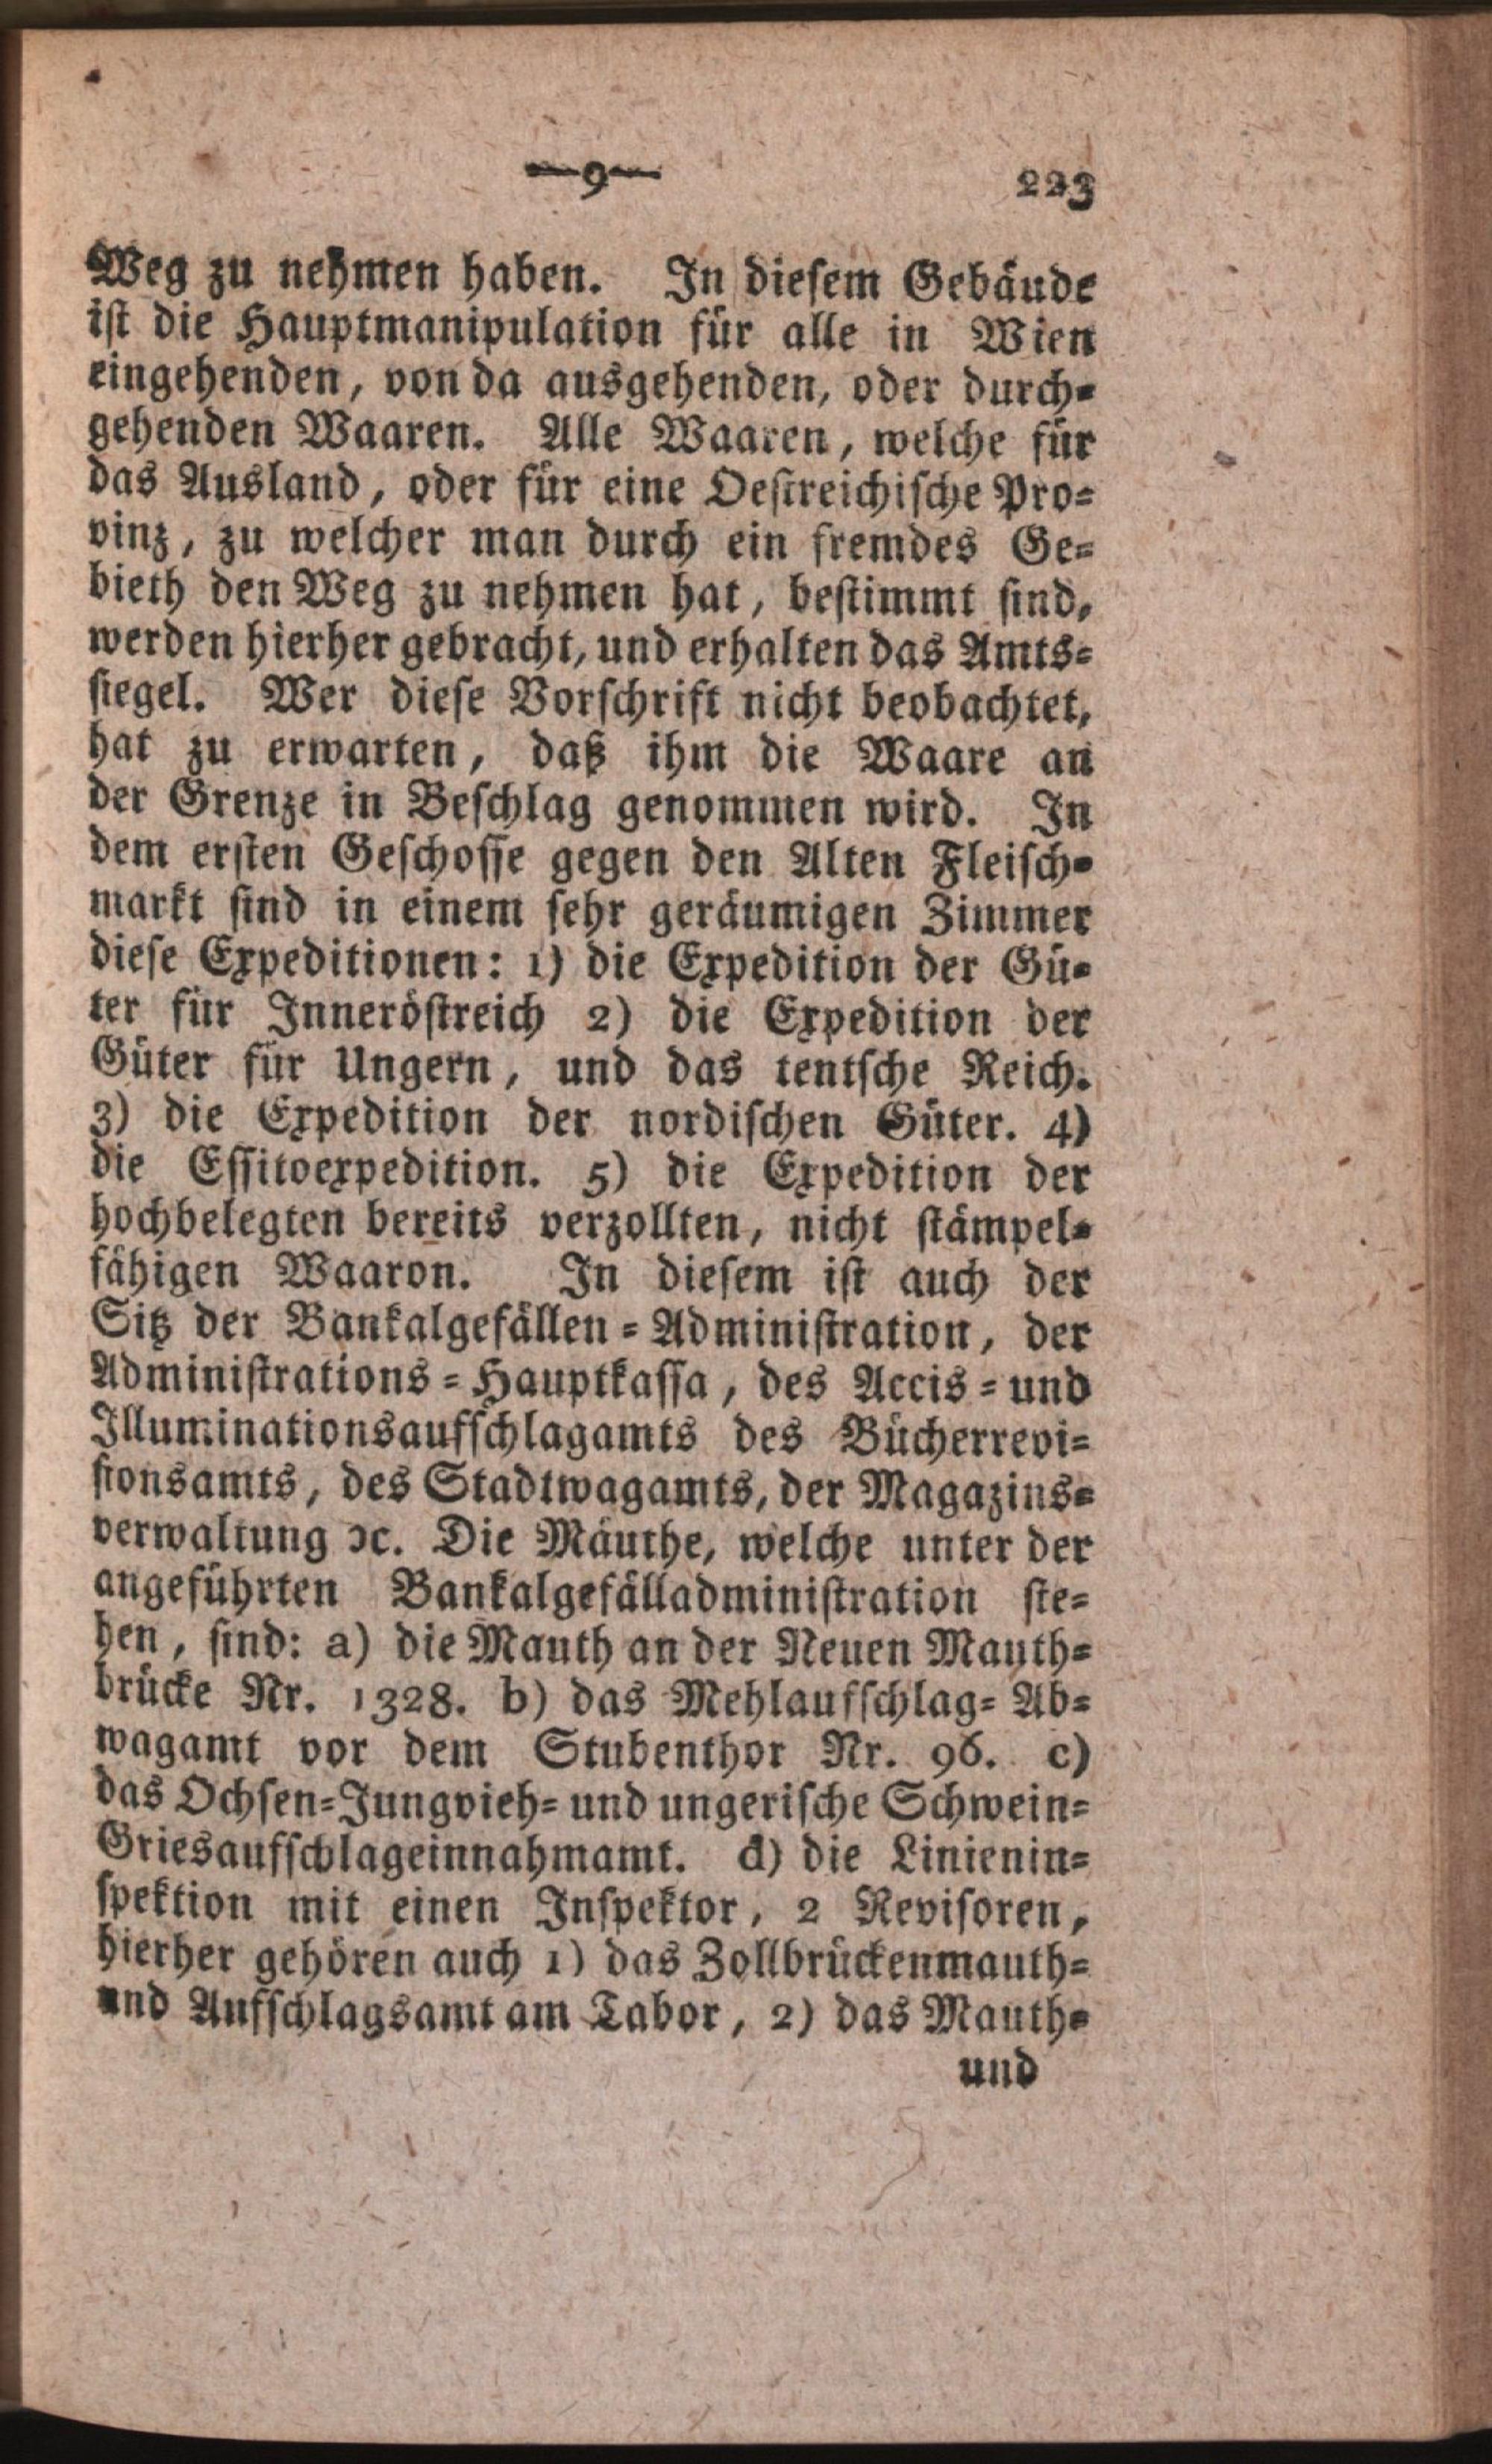 —9— 223
Weg zu nehmen haben. In diesem Gebäude
ist die Hauptmanipulation für alle in Wien
eingehenden, von da ausgehenden, oder durch⸗
gehenden Waaren. Alle Waaren, welche für
das Ausland, oder für eine Oestreichische Pro⸗
vinz, zu welcher man durch ein fremdes Ge⸗
bieth den Weg zu nehmen hat, bestimmt sind,
werden hierher gebracht, und erhalten das Amts⸗
siegel. Wer diese Vorschrift nicht beobachtet,
hat zu erwarten, daß ihm die Waare an
der Grenze in Beschlag genommen wird. In
dem ersten Geschosse gegen den Alten Fleisch⸗
markt sind in einem sehr geräumigen Zimmer
diese Expeditionen: 1) die Expedition der Gü⸗
ter für Inneröstreich 2) die Expedition der
Güter für Ungern, und das tentsche Reich.
3) die Expedition der nordischen Güter. 4)
die Essitoexpedition. 5) die Expedition der
hochbelegten bereits verzollten, nicht stämpel⸗
fähigen Waaron. In diesem ist auch der
Sitz der Bankalgefällen⸗Administration, der
Administrations⸗Hauptkassa, des Accis⸗und
Illuminationsaufschlagamts des Bücherrevi⸗
sionsamts, des Stadtwagamts, der Magazins⸗
verwaltung ꝛc. Die Mäuthe, welche unter der
angeführten Bankalgefälladministration ste⸗
hen, sind: a) die Mauth an der Neuen Mauth⸗
brücke Nr. 1328. b) das Mehlaufschlag⸗Ab⸗
wagamt vor dem Stubenthor Nr. 96. c)
das Ochsen⸗Jungvieh⸗und ungerische Schwein⸗
Griesaufschlageinnahmamt. d) die Linienin⸗
spektion mit einen Inspektor, 2 Revisoren,
hierher gehören auch 1) das Zollbrückenmauth⸗
und Aufschlagsamt am Tabor, 2) das Mauth⸗
und